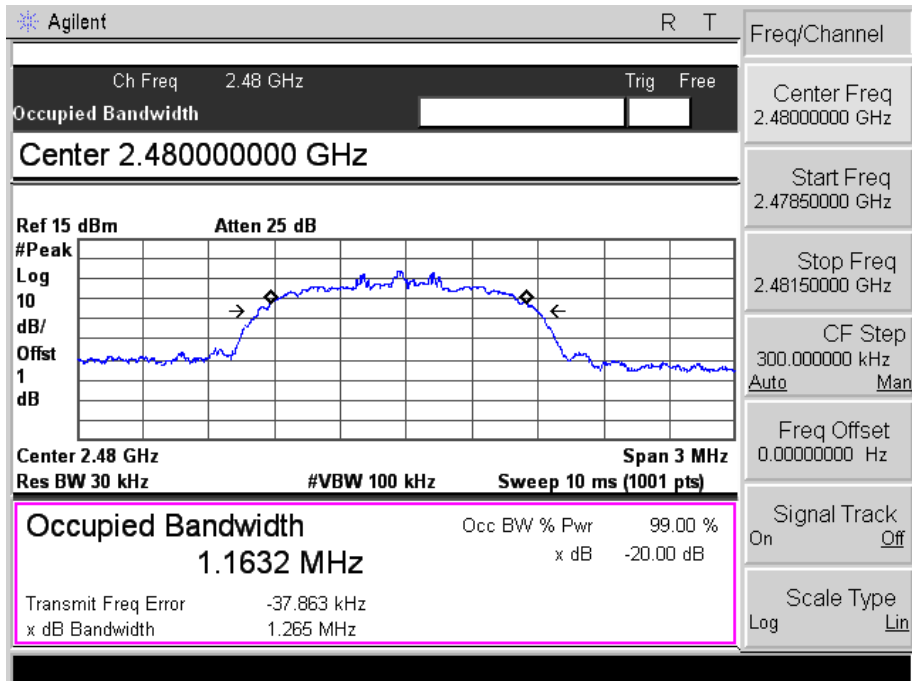 Agilent R T
Ch Freq 2.48 GHz Trig Free
Occupied Bandwidth
Center 2.480000000 GHz
Ref 15 dBm Atten 25 dB
#Peak
Log
10
dB/
Offst
1
dB
Center 2.48 GHz Span 3 MHz
Res BW 30 kHz #VBW 100 kHz Sweep 10 ms (1001 pts)
Occupied Bandwidth
1.1632 MHz
Occ BW % Pwr 99.00 %
x dB -20.00 dB
Transmit Freq Error -37.863 kHz
x dB Bandwidth 1.265 MHz
Freq/Channel
Center Freq
2.48000000 GHz
Start Freq
2.47850000 GHz
Stop Freq
2.48150000 GHz
CF Step
300.000000 kHz
Auto Man
Freq Offset
0.00000000 Hz
Signal Track
On Off
Scale Type
Log Lin